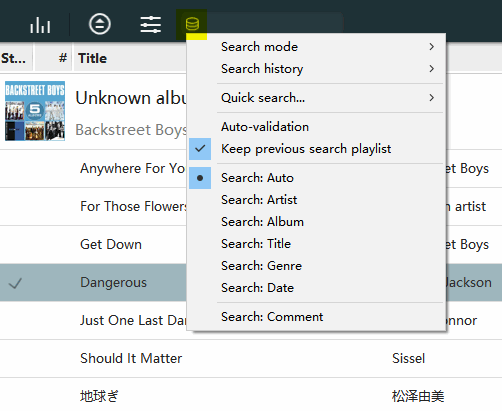 St... # Title
BACKSTREET BOYS
5
Unknown albu
Backstreet Boys
Anywhere For Yo
et Boys
For Those Flowers
n artist
Get Down
et Boys
Dangerous
Jackson
Just One Last Da
onnor
Should It Matter
Sissel
地球ぎ
松泽由美
Search mode
Search history
Quick search...
Auto-validation
Keep previous search playlist
Search: Auto
Search: Artist
Search: Album
Search: Title
Search: Genre
Search: Date
Search: Comment